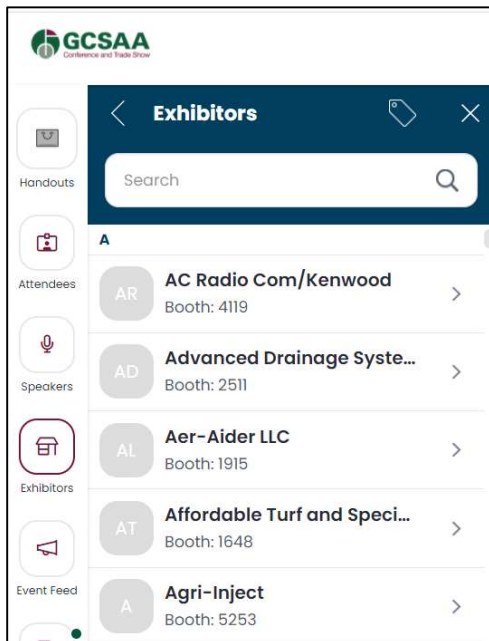 GCSAA
Conference and Trade Show
Handouts
Attendees
Speakers
Exhibitors
Event Feed
Exhibitors
Search
A
AR
AC Radio Com/Kenwood
Booth: 4119
AD
Advanced Drainage Syste...
Booth: 2511
AL
Aer-Aider LLC
Booth: 1915
AT
Affordable Turf and Speci...
Booth: 1648
A
Agri-Inject
Booth: 5253